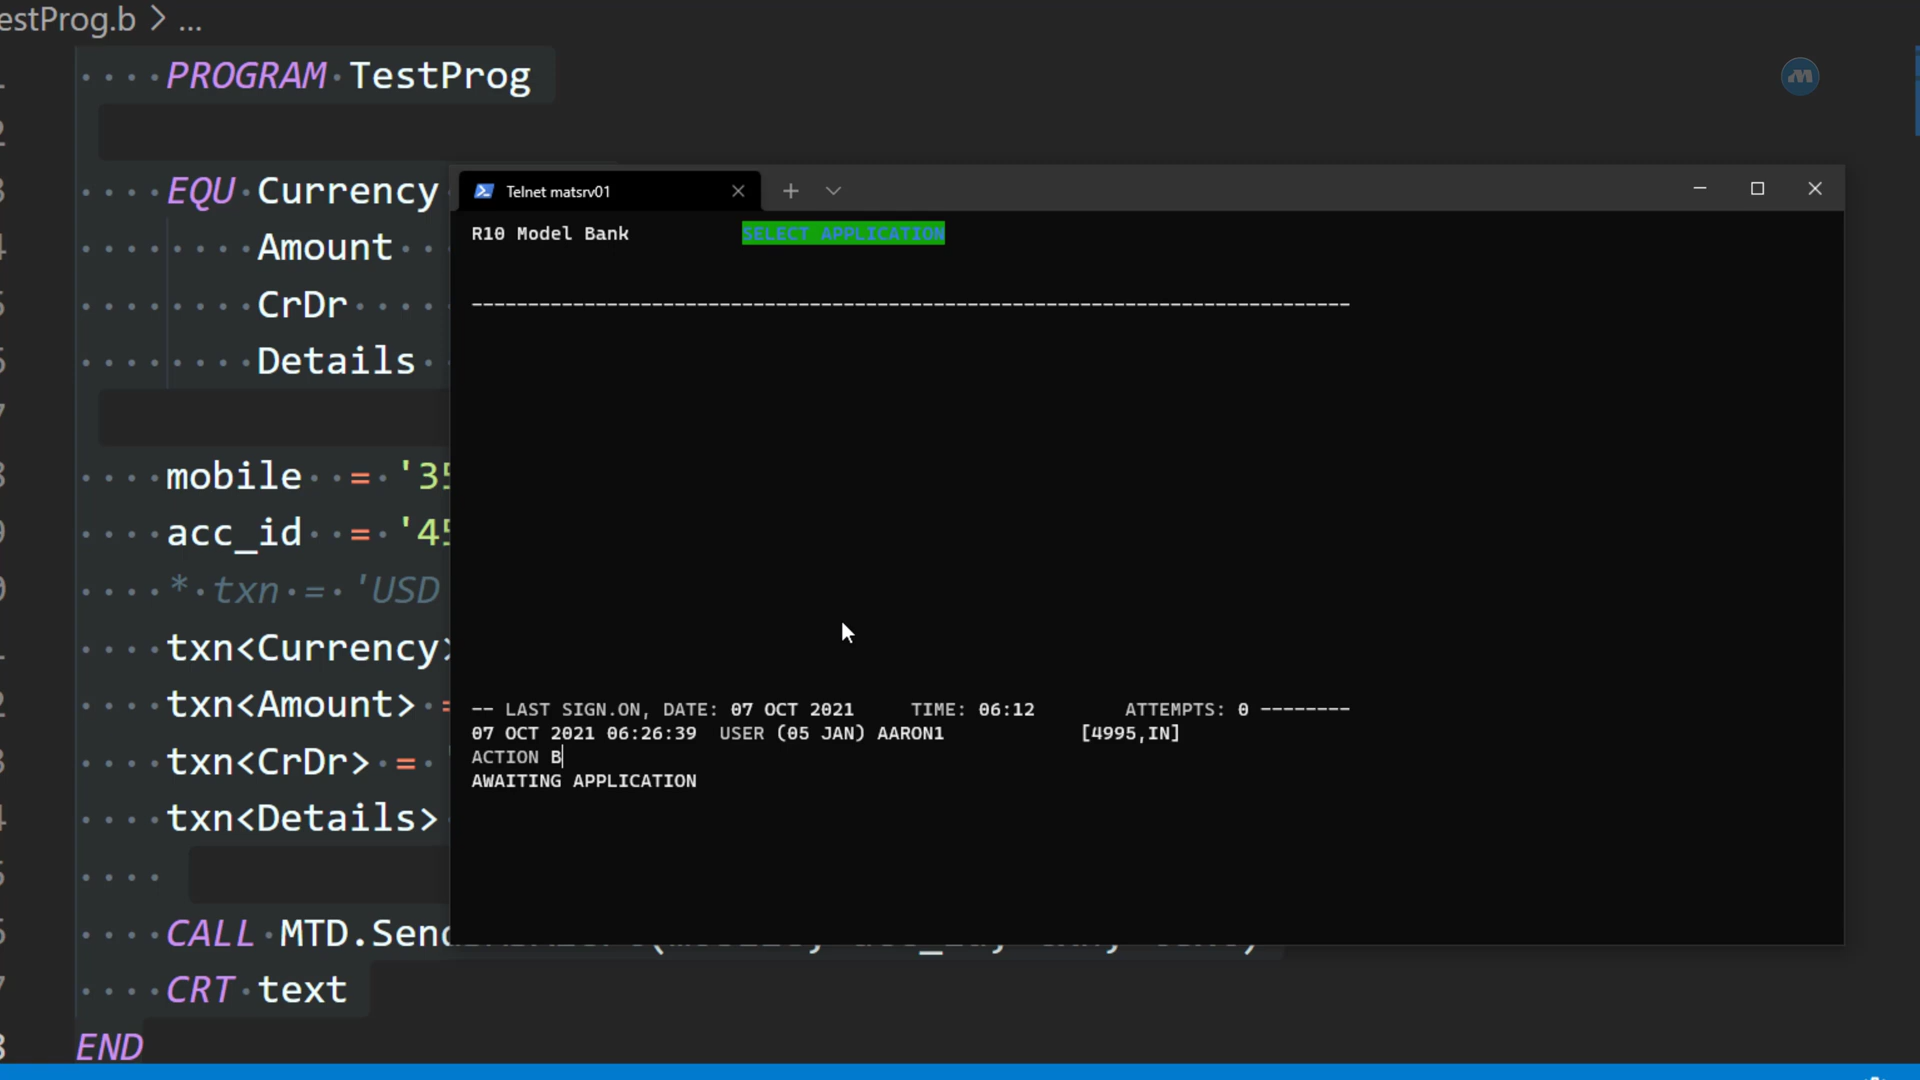 estProg.b > ...
PROGRAM TestProg
EQU Currency
Amount
CrDr
Details
mobile = '35
acc_id = '45
* txn = 'USD
txn<Currency>
txn<Amount> =
txn<CrDr> =
txn<Details>
CALL MTD.Send
CRT text
END
Telnet matsrv01
R10 Model Bank SELECT APPLICATION
-- LAST SIGN.ON, DATE: 07 OCT 2021 TIME: 06:12 ATTEMPTS: 0 --------
07 OCT 2021 06:26:39 USER (05 JAN) AARON1 [4995,IN]
ACTION B
AWAITING APPLICATION